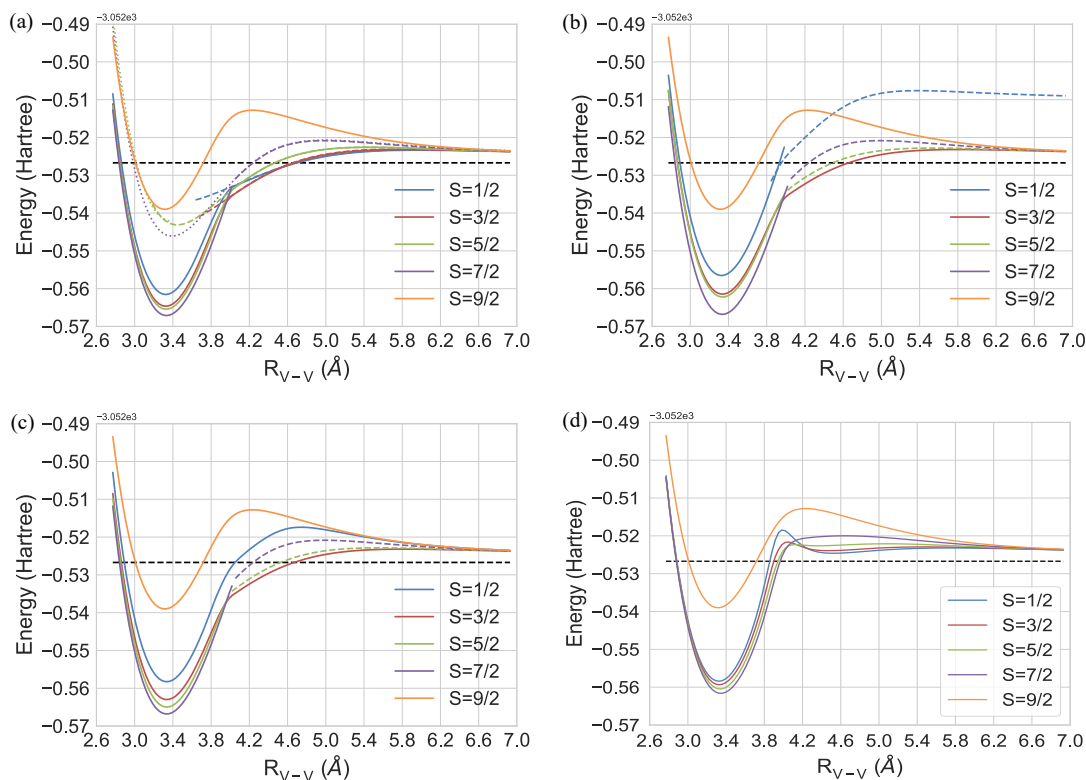 (a)
−3.052e3
−0.49
−0.50
−0.51
−0.52
−0.53
−0.54
−0.55
−0.56
−0.57
Energy (Hartree)
S=1/2
S=3/2
S=5/2
S=7/2
S=9/2
2.6 3.0 3.4 3.8 4.2 4.6 5.0 5.4 5.8 6.2 6.6 7.0
R_{V−V} (Å)
(b)
−3.052e3
−0.49
−0.50
−0.51
−0.52
−0.53
−0.54
−0.55
−0.56
−0.57
Energy (Hartree)
S=1/2
S=3/2
S=5/2
S=7/2
S=9/2
2.6 3.0 3.4 3.8 4.2 4.6 5.0 5.4 5.8 6.2 6.6 7.0
R_{V−V} (Å)
(c)
−3.052e3
−0.49
−0.50
−0.51
−0.52
−0.53
−0.54
−0.55
−0.56
−0.57
Energy (Hartree)
S=1/2
S=3/2
S=5/2
S=7/2
S=9/2
2.6 3.0 3.4 3.8 4.2 4.6 5.0 5.4 5.8 6.2 6.6 7.0
R_{V−V} (Å)
(d)
−3.052e3
−0.49
−0.50
−0.51
−0.52
−0.53
−0.54
−0.55
−0.56
−0.57
Energy (Hartree)
S=1/2
S=3/2
S=5/2
S=7/2
S=9/2
2.6 3.0 3.4 3.8 4.2 4.6 5.0 5.4 5.8 6.2 6.6 7.0
R_{V−V} (Å)